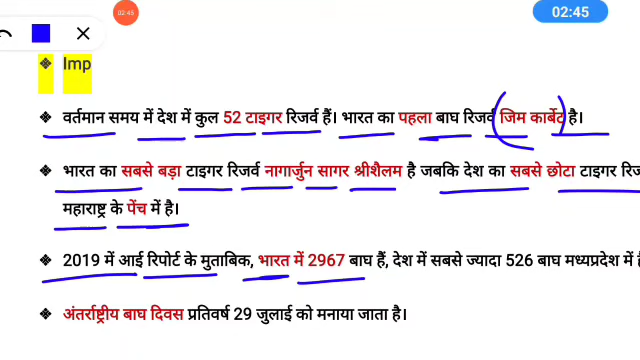 02:45
02:45
❖ Imp
❖ वर्तमान समय में देश में कुल 52 टाइगर रिजर्व हैं। भारत का पहला बाघ रिजर्व जिम कार्बेट है।
❖ भारत का सबसे बड़ा टाइगर रिजर्व नागार्जुन सागर श्रीशैलम है जबकि देश का सबसे छोटा टाइगर
महाराष्ट्र के पेंच में है।
❖ 2019 में आई रिपोर्ट के मुताबिक, भारत में 2967 बाघ हैं, देश में सबसे ज्यादा 526 बाघ मध्यप्रदेश में
❖ अंतर्राष्ट्रीय बाघ दिवस प्रतिवर्ष 29 जुलाई को मनाया जाता है।